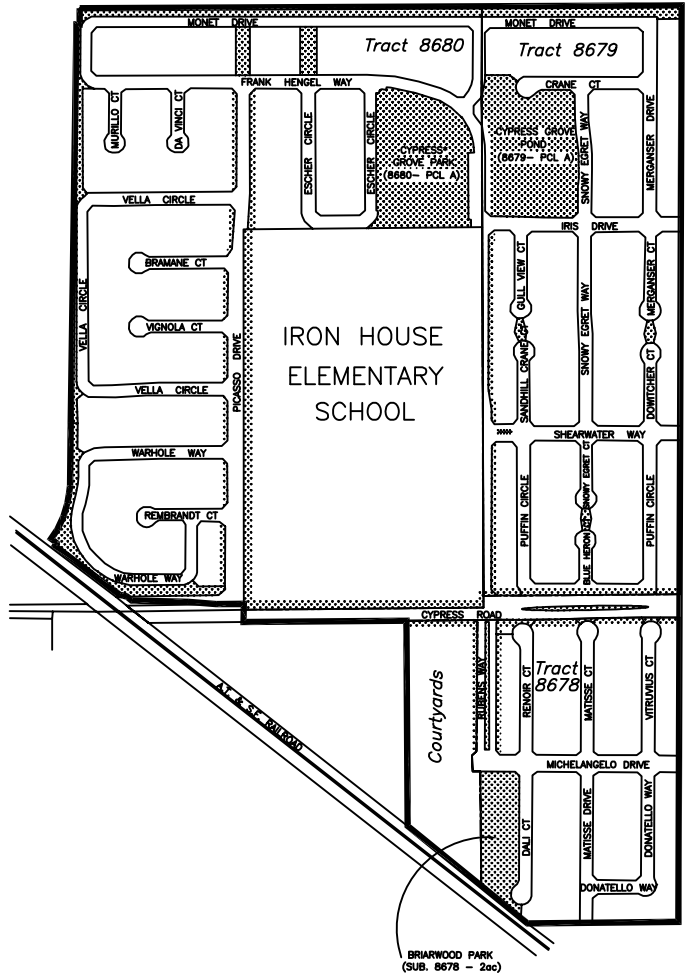 MONET DRIVE
MONET DRIVE
Tract 8680
Tract 8679
FRANK HENGEL WAY
CRANE CT
MURILLO CT
DA VINCI CT
ESCHER CIRCLE
ESCHER CIRCLE
CYPRESS
GROVE PARK
(8680- PCL A)
CYPRESS GROVE
POND
(8679- PCL A)
SNOWY EGRET WAY
MERGANSER DRIVE
VELLA CIRCLE
IRIS DRIVE
BRAMANE CT
GULL VIEW CT
MERGANSER CT
VELLA CIRCLE
VIGNOLA CT
PICASSO DRIVE
IRON HOUSE
ELEMENTARY
SCHOOL
SNOWY EGRET WAY
SANDHILL CRANE CT
DOWITCHER CT
VELLA CIRCLE
SHEARWATER WAY
WARHOLE WAY
PUFFIN CIRCLE
SNOWY EGRET CT
BLUE HERON CT
PUFFIN CIRCLE
REMBRANDT CT
WARHOLE WAY
CYPRESS ROAD
A.T. & S.F. RAILROAD
Courtyards
RUBENS WAY
RENOIR CT
Tract
8678
MATISSE CT
VITRUVIUS CT
MICHELANGELO DRIVE
DALI CT
MATISSE DRIVE
DONATELLO WAY
DONATELLO WAY
BRIARWOOD PARK
(SUB. 8678 - 2ac)